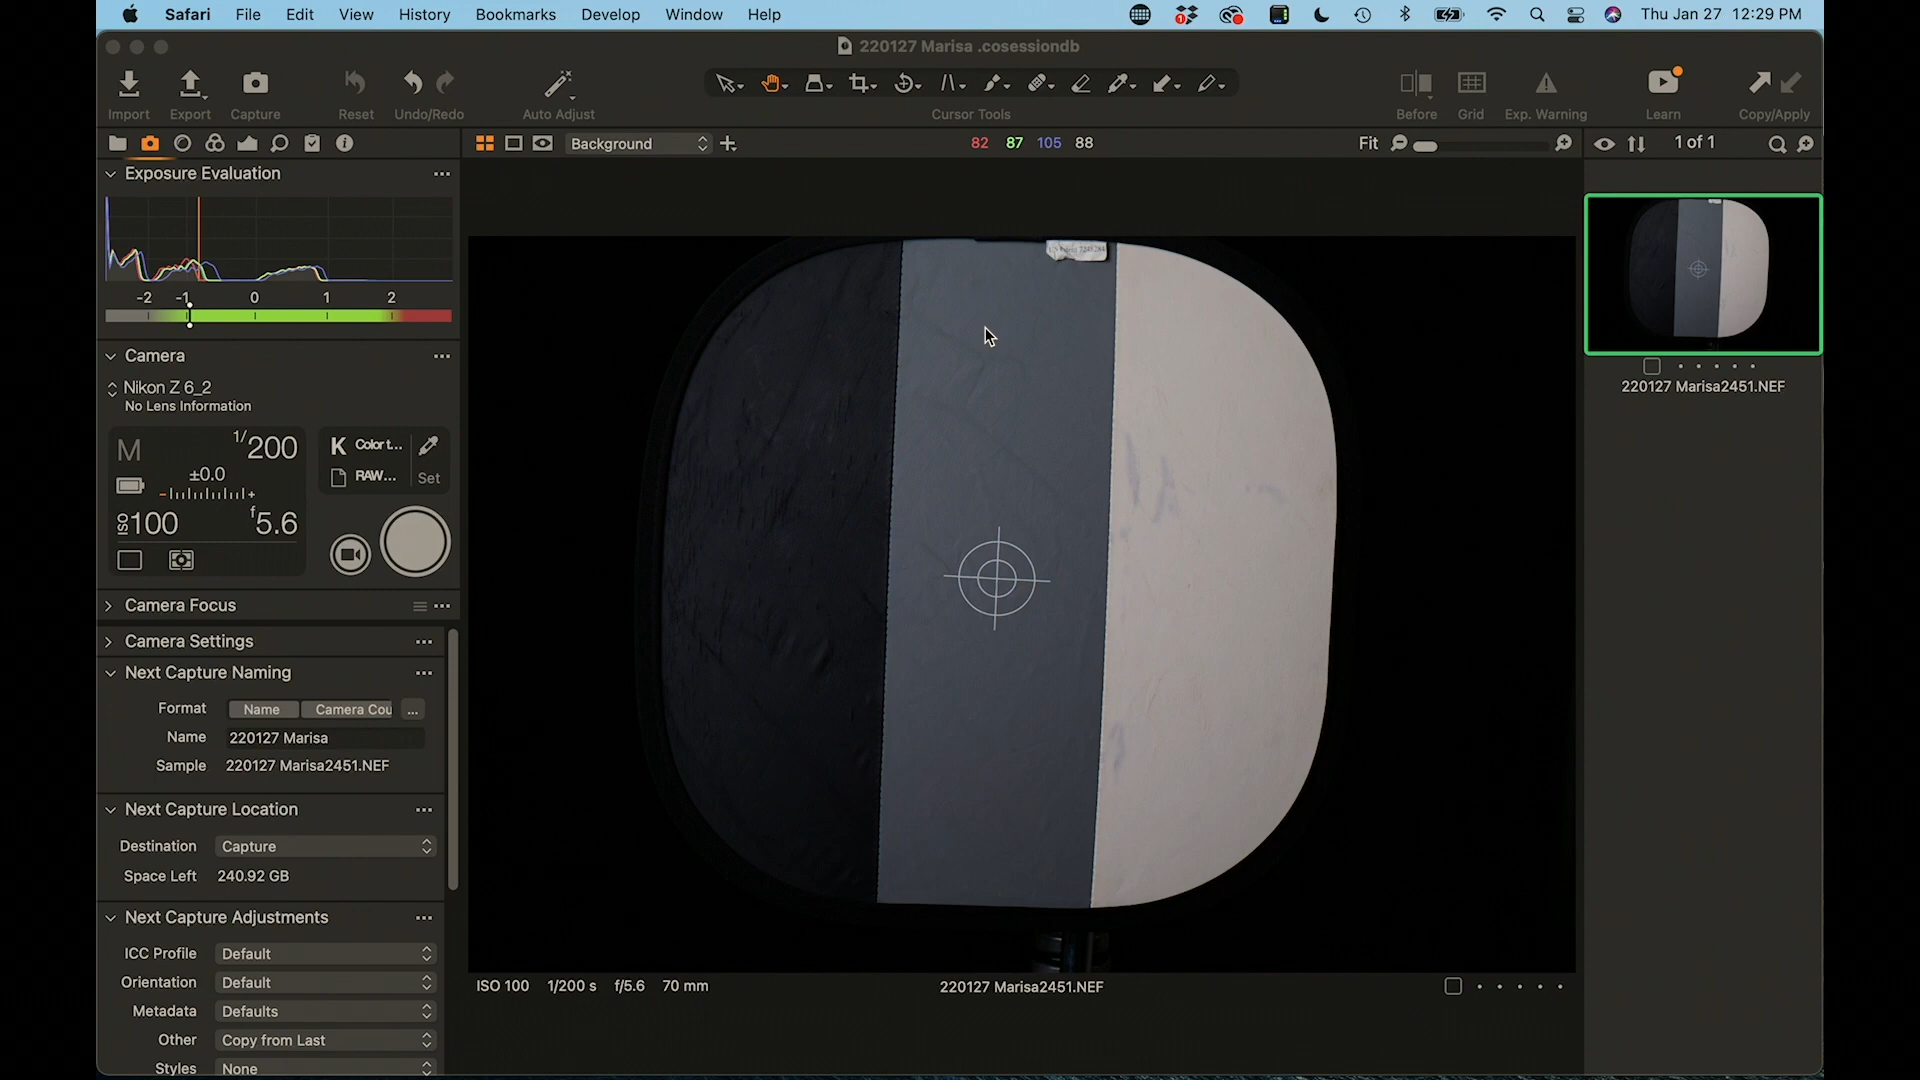 Safari File Edit View History Bookmarks Develop Window Help 1 Thu Jan 27 12:29 PM
220127 Marisa .cosessiondb
Import Export Capture Reset Undo/Redo Auto Adjust Cursor Tools Before Grid Exp. Warning Learn Copy/Apply
Background 82 87 105 88 Fit 1 of 1
Exposure Evaluation
-2 -1 0 1 2
Camera
Nikon Z 6_2
No Lens Information
M 1/200 K Color t...
±0.0 RAW... Set
ISO 100 f5.6
Camera Focus
Camera Settings
Next Capture Naming
Format Name Camera Cou ...
Name 220127 Marisa
Sample 220127 Marisa2451.NEF
Next Capture Location
Destination Capture
Space Left 240.92 GB
Next Capture Adjustments
ICC Profile Default
Orientation Default
Metadata Defaults
Other Copy from Last
Styles None
ISO 100 1/200 s f/5.6 70 mm
220127 Marisa2451.NEF
220127 Marisa2451.NEF